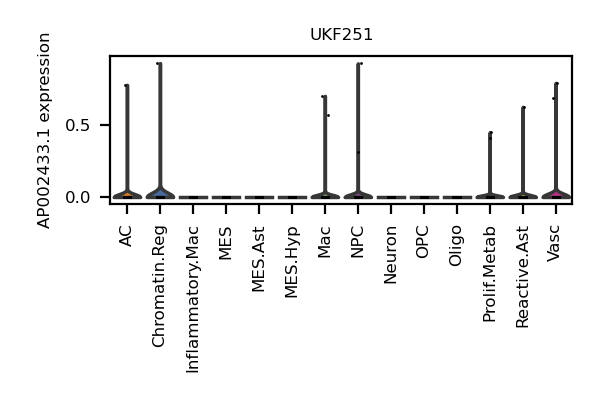 UKF251
AP002433.1 expression
0.5
0.0
AC
Chromatin.Reg
Inflammatory.Mac
MES
MES.Ast
MES.Hyp
Mac
NPC
Neuron
OPC
Oligo
Prolif.Metab
Reactive.Ast
Vasc